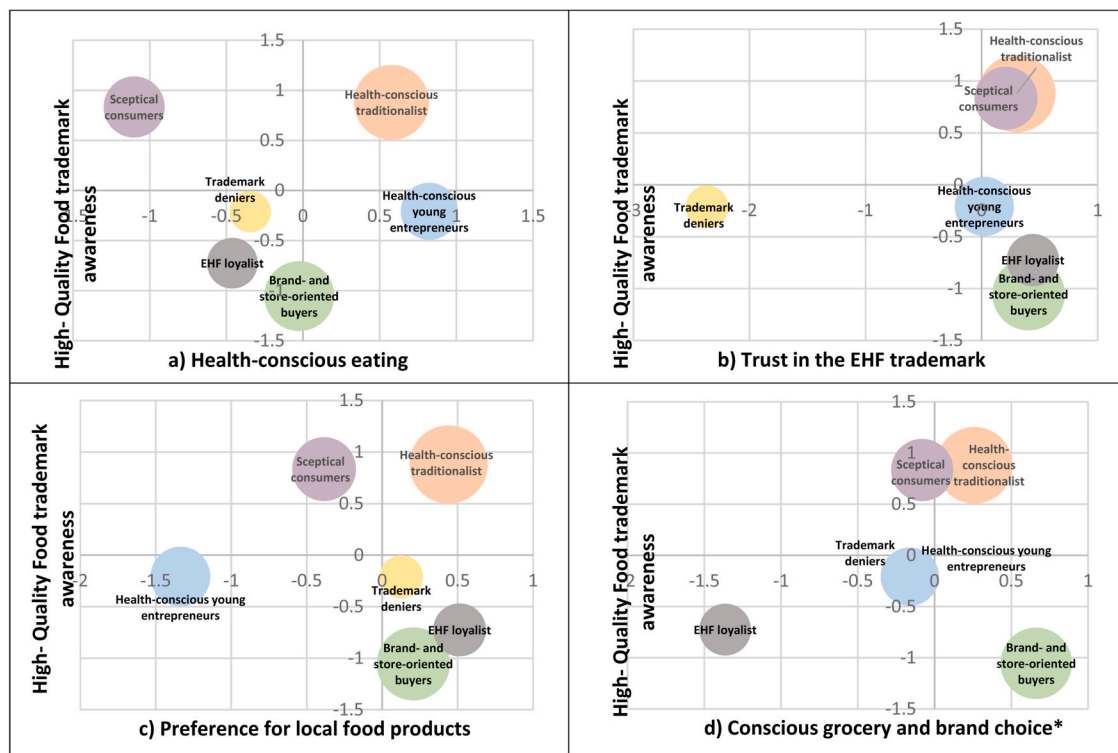 High- Quality Food trademark
awareness
1.5
1
0.5
0
-0.5
-1
-1.5
-1.5
-1
-0.5
0
0.5
1
1.5
Sceptical
consumers
Health-conscious
traditionalist
Trademark
deniers
Health-conscious
young
entrepreneurs
EHF loyalist
Brand- and
store-oriented
buyers
a) Health-conscious eating
High- Quality Food trademark
awareness
1.5
1
0.5
0
-0.5
-1
-1.5
-3
-2
-1
0
1
Health-conscious
traditionalist
Sceptical
consumers
Trademark
deniers
Health-conscious
young
entrepreneurs
EHF loyalist
Brand- and
store-oriented
buyers
b) Trust in the EHF trademark
High- Quality Food trademark
awareness
1.5
1
0.5
0
-0.5
-1
-1.5
-2
-1.5
-1
-0.5
0
0.5
1
Sceptical
consumers
Health-conscious
traditionalist
Health-conscious young
entrepreneurs
Trademark
deniers
EHF loyalist
Brand- and
store-oriented
buyers
c) Preference for local food products
High- Quality Food trademark
awareness
1.5
1
0.5
0
-0.5
-1
-1.5
-2
-1.5
-1
-0.5
0
0.5
1
Sceptical
consumers
Health-
conscious
traditionalist
Trademark
deniers
Health-conscious young
entrepreneurs
EHF loyalist
Brand- and
store-oriented
buyers
d) Conscious grocery and brand choice*